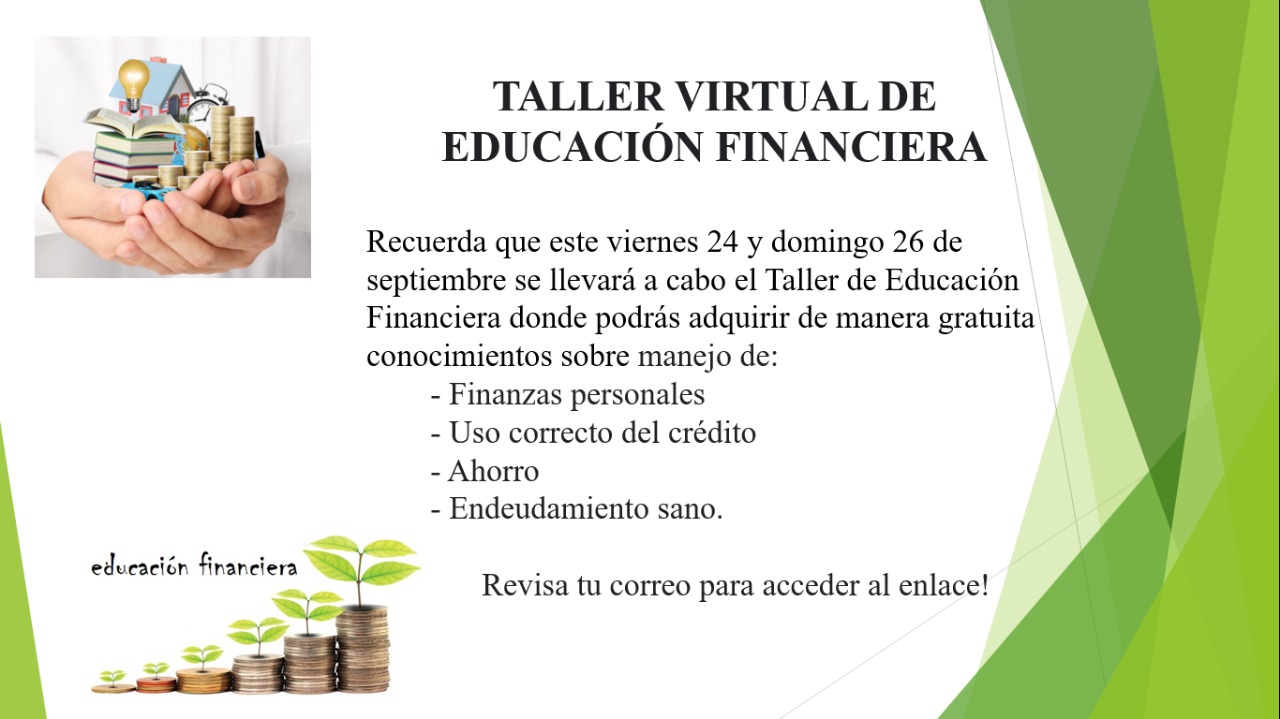 TALLER VIRTUAL DE
EDUCACIÓN FINANCIERA
Recuerda que este viernes 24 y domingo 26 de
septiembre se llevará a cabo el Taller de Educación
Financiera donde podrás adquirir de manera gratuita
conocimientos sobre manejo de:
- Finanzas personales
- Uso correcto del crédito
- Ahorro
- Endeudamiento sano.
educación financiera
Revisa tu correo para acceder al enlace!